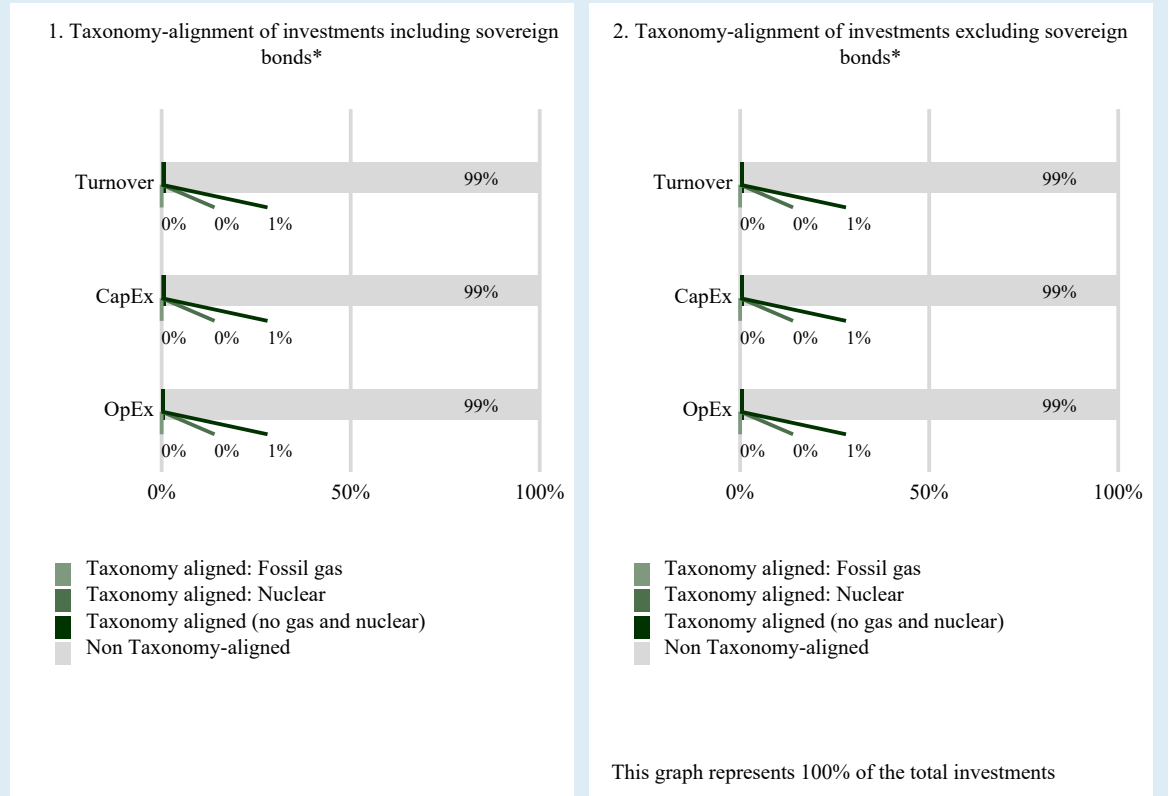 1. Taxonomy-alignment of investments including sovereign
bonds*
Turnover
99%
0% 0% 1%
CapEx
99%
0% 0% 1%
OpEx
99%
0% 0% 1%
0% 50% 100%
Taxonomy aligned: Fossil gas
Taxonomy aligned: Nuclear
Taxonomy aligned (no gas and nuclear)
Non Taxonomy-aligned
2. Taxonomy-alignment of investments excluding sovereign
bonds*
Turnover
99%
0% 0% 1%
CapEx
99%
0% 0% 1%
OpEx
99%
0% 0% 1%
0% 50% 100%
Taxonomy aligned: Fossil gas
Taxonomy aligned: Nuclear
Taxonomy aligned (no gas and nuclear)
Non Taxonomy-aligned
This graph represents 100% of the total investments